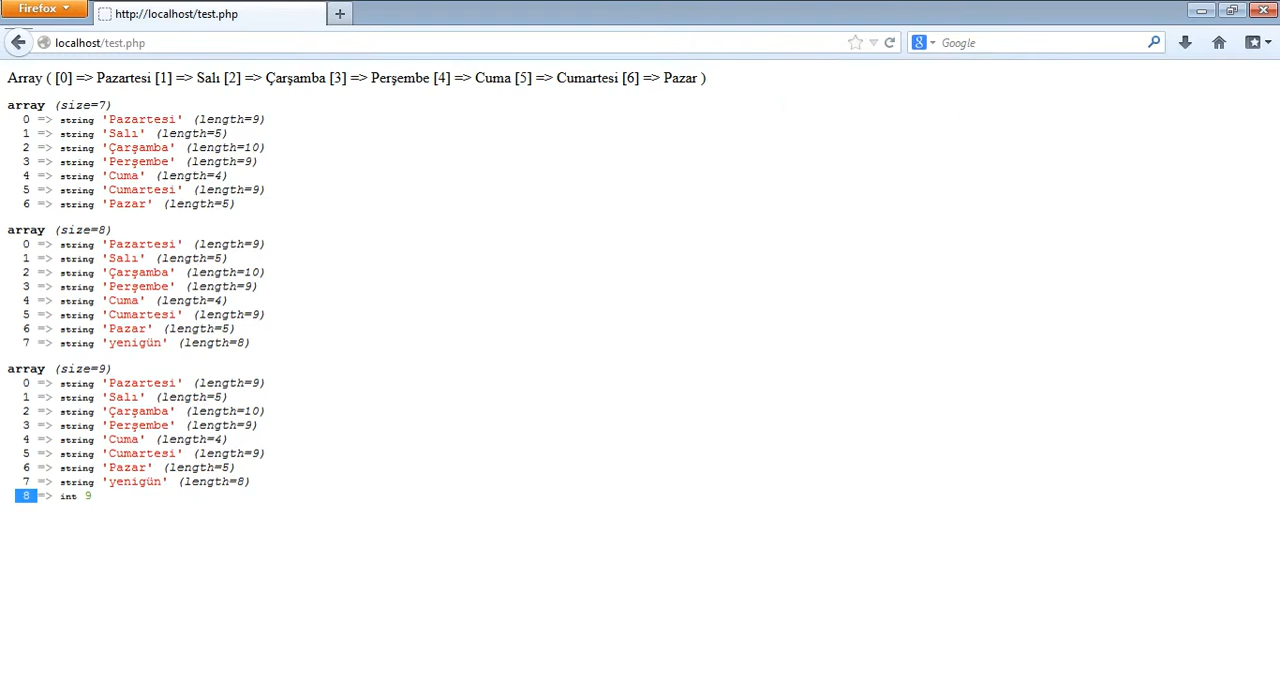 Firefox
http://localhost/test.php
+
localhost/test.php
8 Google
Array ( [0] => Pazartesi [1] => Salı [2] => Çarşamba [3] => Perşembe [4] => Cuma [5] => Cumartesi [6] => Pazar )
array (size=7)
0 => string 'Pazartesi' (length=9)
1 => string 'Salı' (length=5)
2 => string 'Çarşamba' (length=10)
3 => string 'Perşembe' (length=9)
4 => string 'Cuma' (length=4)
5 => string 'Cumartesi' (length=9)
6 => string 'Pazar' (length=5)
array (size=8)
0 => string 'Pazartesi' (length=9)
1 => string 'Salı' (length=5)
2 => string 'Çarşamba' (length=10)
3 => string 'Perşembe' (length=9)
4 => string 'Cuma' (length=4)
5 => string 'Cumartesi' (length=9)
6 => string 'Pazar' (length=5)
7 => string 'yenigün' (length=8)
array (size=9)
0 => string 'Pazartesi' (length=9)
1 => string 'Salı' (length=5)
2 => string 'Çarşamba' (length=10)
3 => string 'Perşembe' (length=9)
4 => string 'Cuma' (length=4)
5 => string 'Cumartesi' (length=9)
6 => string 'Pazar' (length=5)
7 => string 'yenigün' (length=8)
8 => int 9